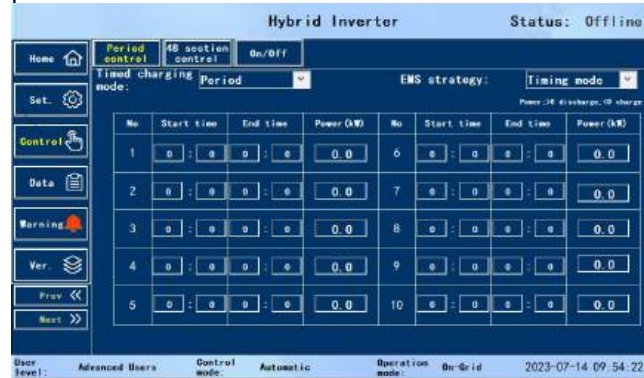 Hybrid Inverter Status: Offline
Home
Period control
48 section control
On/Off
Timed charging mode: Period EMS strategy: Timing mode
Set.
Power:>0 discharge,<0 charge
No Start time End time Power(kW) No Start time End time Power(kW)
Control
1 0 : 0 0 : 0 0.0 6 0 : 0 0 : 0 0.0
Data
2 0 : 0 0 : 0 0.0 7 0 : 0 0 : 0 0.0
Warning
3 0 : 0 0 : 0 0.0 8 0 : 0 0 : 0 0.0
Ver.
4 0 : 0 0 : 0 0.0 9 0 : 0 0 : 0 0.0
Prev <<
5 0 : 0 0 : 0 0.0 10 0 : 0 0 : 0 0.0
Next >>
User level: Advanced Users Control mode: Automatic Operation mode: On-Grid 2023-07-14 09:54:22